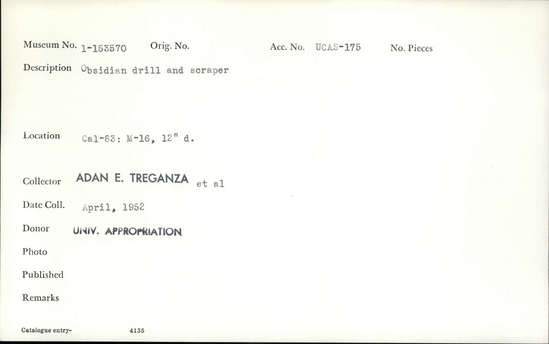 Museum No. 1-153570 Orig. No. Acc. No. UCAS-175 No. Pieces
Description Obsidian drill and scraper
Location Cal-83: M-16, 12" d.
Collector ADAN E. TREGANZA et al
Date Coll. April, 1952
Donor UNIV. APPROPRIATION
Photo
Published
Remarks
Catalogue entry- 4135